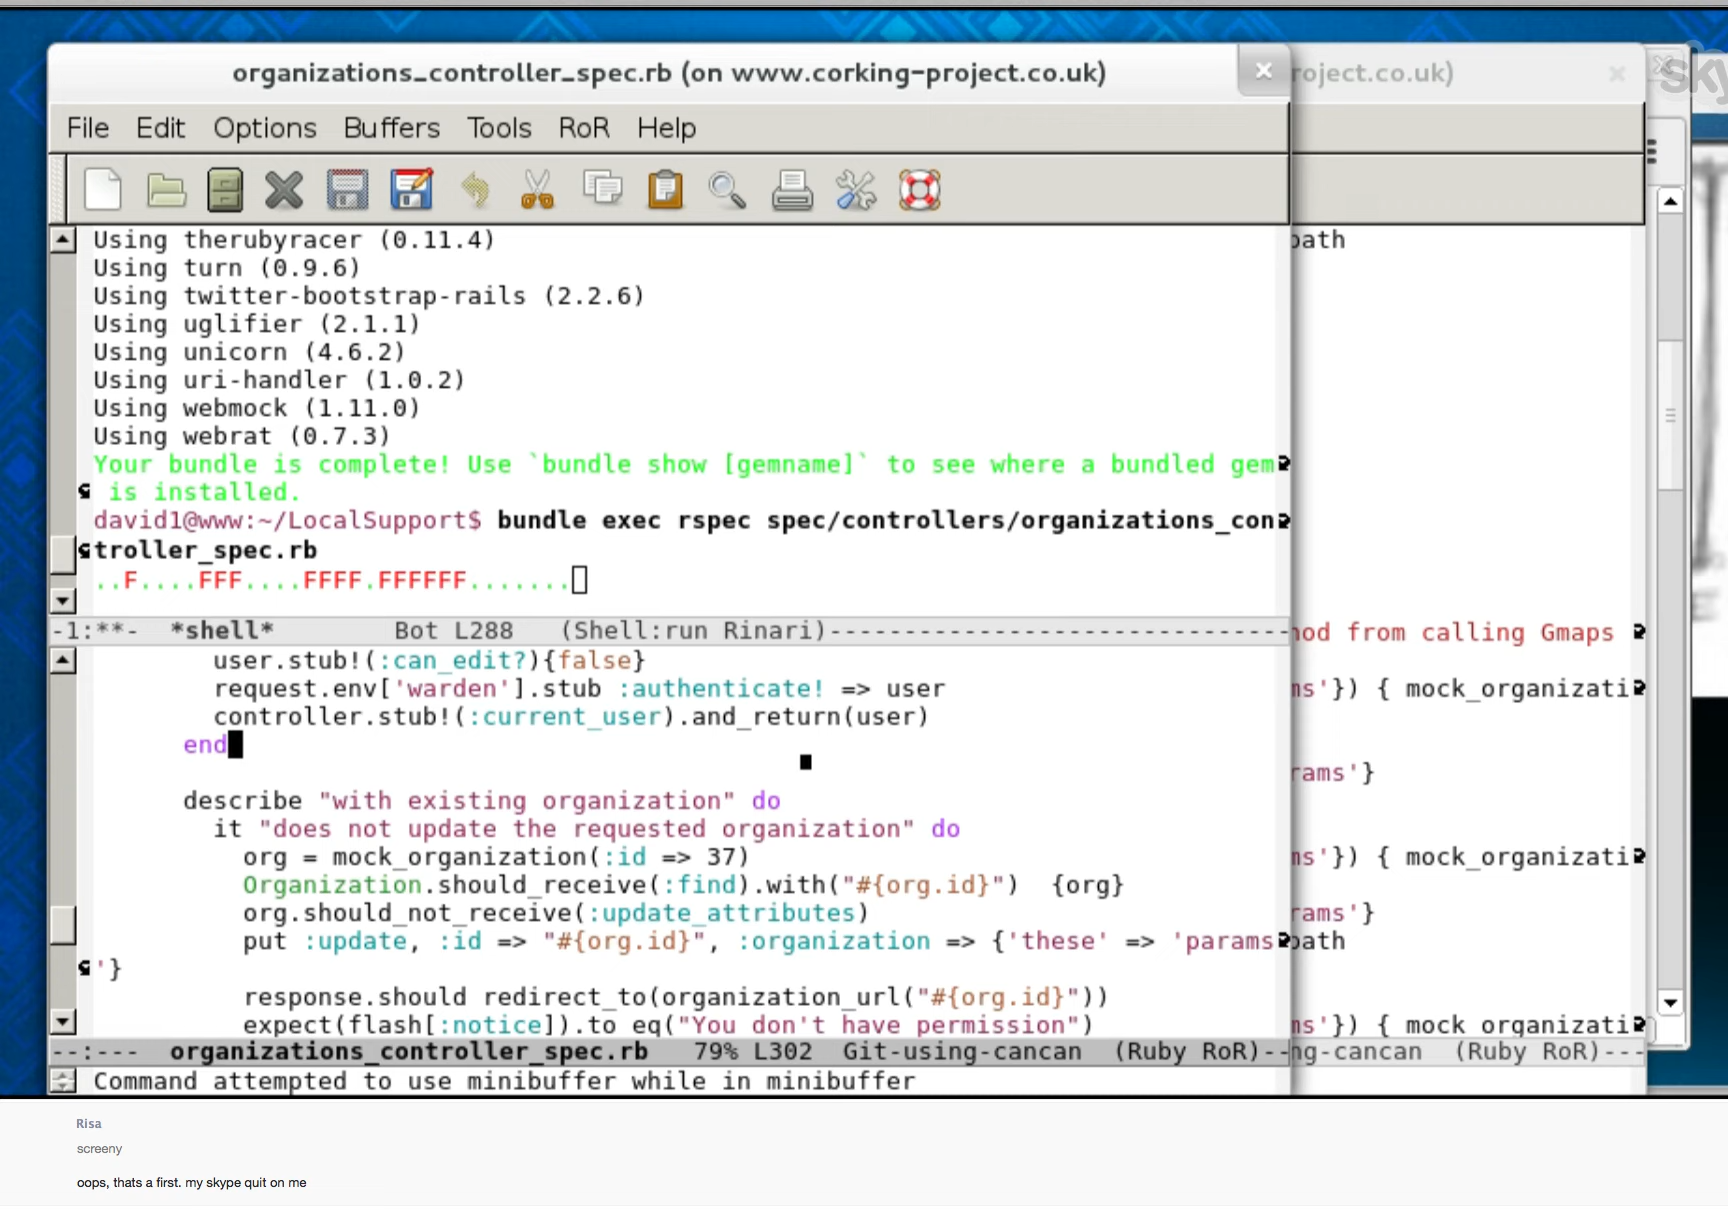 organizations_controller_spec.rb (on www.corking-project.co.uk)
roject.co.uk)
sky
File Edit Options Buffers Tools RoR Help
Using therubyracer (0.11.4)
Using turn (0.9.6)
Using twitter-bootstrap-rails (2.2.6)
Using uglifier (2.1.1)
Using unicorn (4.6.2)
Using uri-handler (1.0.2)
Using webmock (1.11.0)
Using webrat (0.7.3)
Your bundle is complete! Use `bundle show [gemname]` to see where a bundled gem
is installed.
david1@www:~/LocalSupport$ bundle exec rspec spec/controllers/organizations_con
troller_spec.rb
..F....FFF....FFFF.FFFFFF.......
-1:**- *shell* Bot L288 (Shell:run Rinari)-------------------------------
user.stub!(:can_edit?){false}
request.env['warden'].stub :authenticate! => user
controller.stub!(:current_user).and_return(user)
end
describe "with existing organization" do
it "does not update the requested organization" do
org = mock_organization(:id => 37)
Organization.should_receive(:find).with("#{org.id}") {org}
org.should_not_receive(:update_attributes)
put :update, :id => "#{org.id}", :organization => {'these' => 'params
'}
response.should redirect_to(organization_url("#{org.id}"))
expect(flash[:notice]).to eq("You don't have permission")
--:--- organizations_controller_spec.rb 79% L302 Git-using-cancan (Ruby RoR)--
Command attempted to use minibuffer while in minibuffer
path
hod from calling Gmaps
ms'}) { mock_organizati
rams'}
ms'}) { mock_organizati
rams'}
path
ms'}) { mock_organizati
ng-cancan (Ruby RoR)---
Risa
screeny
oops, thats a first. my skype quit on me